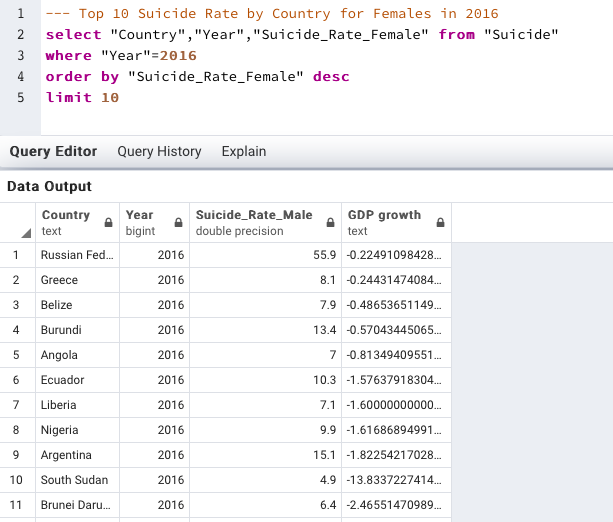 1 --- Top 10 Suicide Rate by Country for Females in 2016
2 select "Country","Year","Suicide_Rate_Female" from "Suicide"
3 where "Year"=2016
4 order by "Suicide_Rate_Female" desc
5 limit 10
Query Editor Query History Explain
Data Output
Country Year Suicide_Rate_Male GDP growth
text bigint double precision text
1 Russian Fed... 2016 55.9 -0.22491098428...
2 Greece 2016 8.1 -0.24431474084...
3 Belize 2016 7.9 -0.48653651149...
4 Burundi 2016 13.4 -0.57043445065...
5 Angola 2016 7 -0.81349409551...
6 Ecuador 2016 10.3 -1.57637918304...
7 Liberia 2016 7.1 -1.60000000000...
8 Nigeria 2016 9.9 -1.61686894991...
9 Argentina 2016 15.1 -1.82254217028...
10 South Sudan 2016 4.9 -13.8337227414...
11 Brunei Daru... 2016 6.4 -2.46551470989...